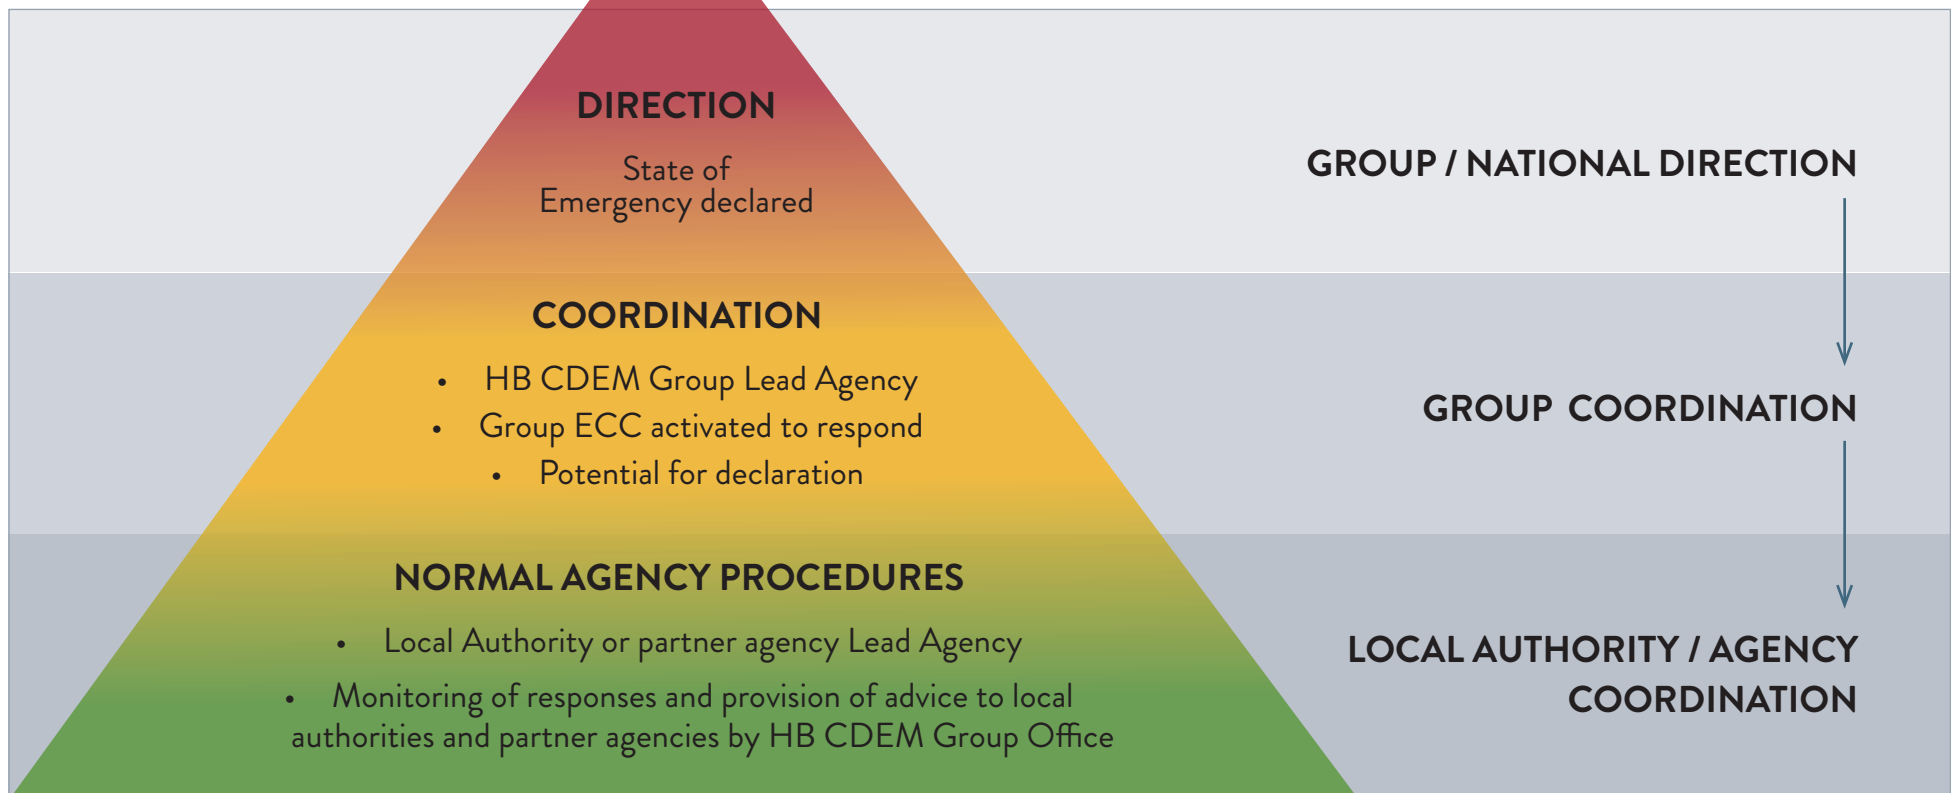 DIRECTION
State of
Emergency declared
GROUP / NATIONAL DIRECTION
COORDINATION
• HB CDEM Group Lead Agency
• Group ECC activated to respond
• Potential for declaration
GROUP COORDINATION
NORMAL AGENCY PROCEDURES
• Local Authority or partner agency Lead Agency
• Monitoring of responses and provision of advice to local
authorities and partner agencies by HB CDEM Group Office
LOCAL AUTHORITY / AGENCY
COORDINATION